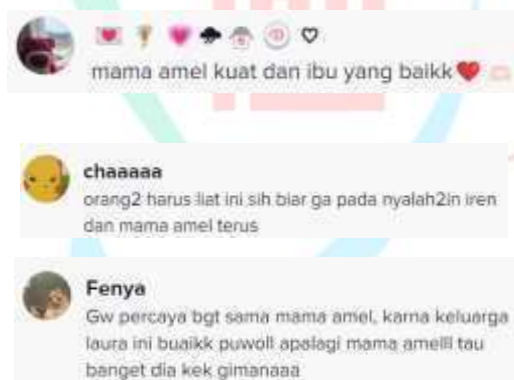 mama amel kuat dan ibu yang baikk
chaaaaa
orang2 harus liat ini sih biar ga pada nyalah2in iren
dan mama amel terus
Fenya
Gw percaya bgt sama mama amel, karna keluarga
laura ini buaikk puwoll apalagi mama amelll tau
banget dia kek gimanaaa